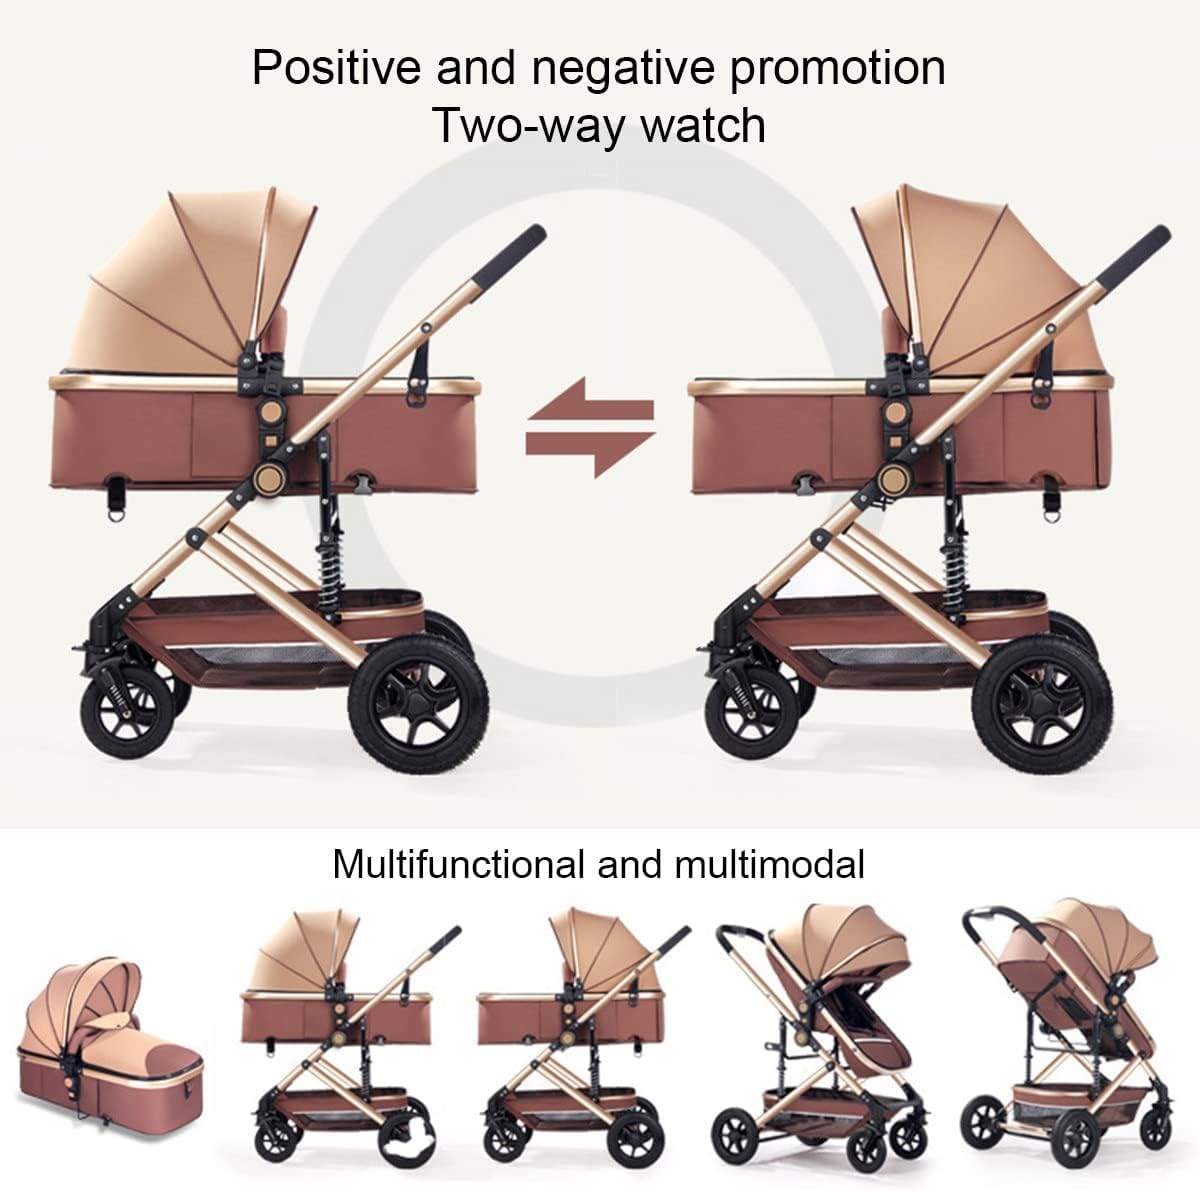 Positive and negative promotion
Two-way watch
Multifunctional and multimodal